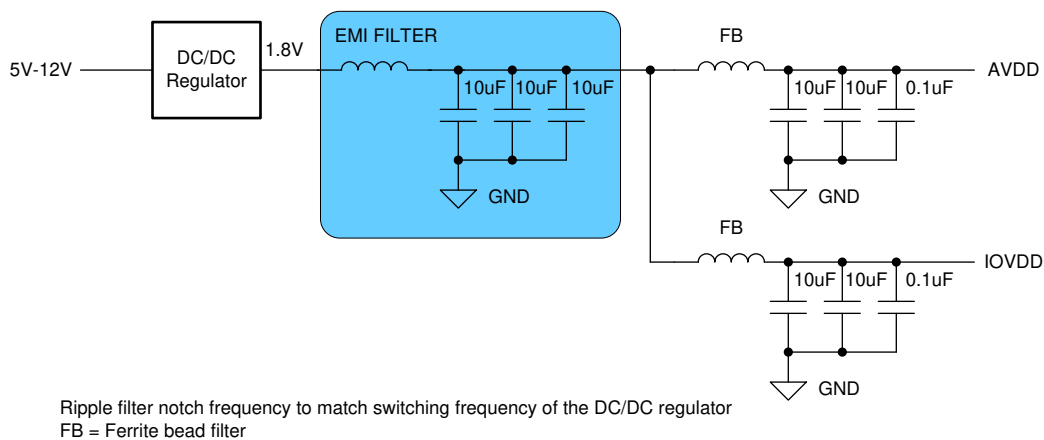 5V-12V
DC/DC
Regulator
1.8V
EMI FILTER
10uF 10uF 10uF
GND
FB
10uF 10uF 0.1uF
AVDD
GND
FB
10uF 10uF 0.1uF
IOVDD
GND
Ripple filter notch frequency to match switching frequency of the DC/DC regulator
FB = Ferrite bead filter